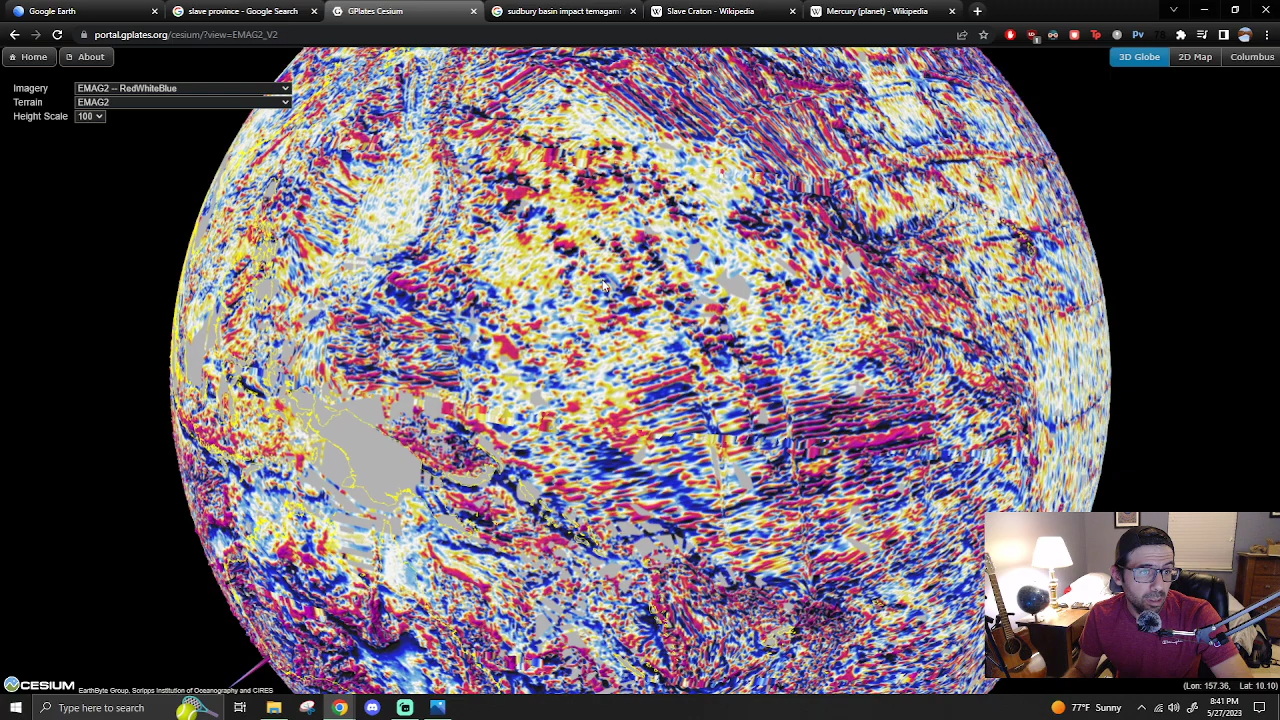 Google Earth
slave province - Google Search
GPlates Cesium
sudbury basin impact temagami
Slave Craton - Wikipedia
Mercury (planet) - Wikipedia
portal.gplates.org/cesium/?view=EMAG2_V2
Home
About
3D Globe
2D Map
Columbus
Imagery
EMAG2 -- RedWhiteBlue
Terrain
EMAG2
Height Scale
100
CESIUM
EarthByte Group, Scripps Institution of Oceanography and CIRES
(Lon: 157.36, Lat: 10.10)
Type here to search
77°F Sunny
8:41 PM
5/27/2023